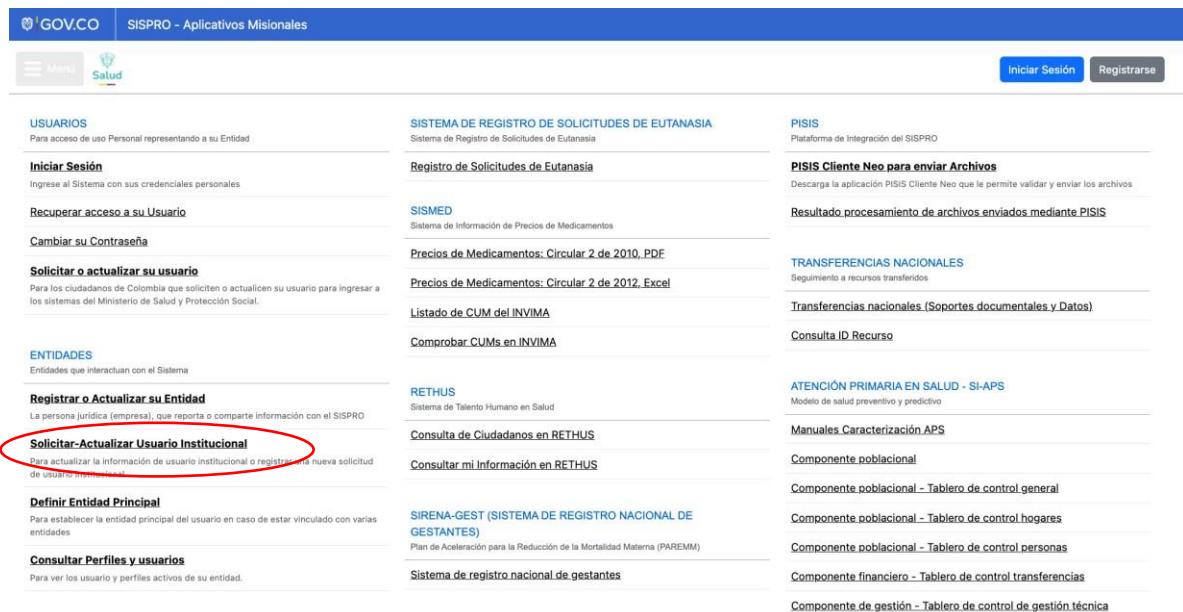 GOV.CO
SISPRO - Aplicativos Misionales
Menú
Salud
Iniciar Sesión
Registrarse
USUARIOS
Para acceso de uso Personal representando a su Entidad
Iniciar Sesión
Ingrese al Sistema con sus credenciales personales
Recuperar acceso a su Usuario
Cambiar su Contraseña
Solicitar o actualizar su usuario
Para los ciudadanos de Colombia que soliciten o actualicen su usuario para ingresar a
los sistemas del Ministerio de Salud y Protección Social.
ENTIDADES
Entidades que interactuan con el Sistema
Registrar o Actualizar su Entidad
La persona jurídica (empresa), que reporta o comparte información con el SISPRO
Solicitar-Actualizar Usuario Institucional
Para actualizar la información de usuario institucional o registrar una nueva solicitud
de usuario institucional
Definir Entidad Principal
Para establecer la entidad principal del usuario en caso de estar vinculado con varias
entidades
Consultar Perfiles y usuarios
Para ver los usuario y perfiles activos de su entidad.
SISTEMA DE REGISTRO DE SOLICITUDES DE EUTANASIA
Sistema de Registro de Solicitudes de Eutanasia
Registro de Solicitudes de Eutanasia
SISMED
Sistema de Información de Precios de Medicamentos
Precios de Medicamentos: Circular 2 de 2010, PDF
Precios de Medicamentos: Circular 2 de 2012, Excel
Listado de CUM del INVIMA
Comprobar CUMs en INVIMA
RETHUS
Sistema de Talento Humano en Salud
Consulta de Ciudadanos en RETHUS
Consultar mi Información en RETHUS
SIRENA-GEST (SISTEMA DE REGISTRO NACIONAL DE
GESTANTES)
Plan de Aceleración para la Reducción de la Mortalidad Materna (PAREMM)
Sistema de registro nacional de gestantes
PISIS
Plataforma de Integración del SISPRO
PISIS Cliente Neo para enviar Archivos
Descarga la aplicación PISIS Cliente Neo que le permite validar y enviar los archivos
Resultado procesamiento de archivos enviados mediante PISIS
TRANSFERENCIAS NACIONALES
Seguimiento a recursos transferidos
Transferencias nacionales (Soportes documentales y Datos)
Consulta ID Recurso
ATENCIÓN PRIMARIA EN SALUD - SI-APS
Modelo de salud preventivo y predictivo
Manuales Caracterización APS
Componente poblacional
Componente poblacional - Tablero de control general
Componente poblacional - Tablero de control hogares
Componente poblacional - Tablero de control personas
Componente financiero - Tablero de control transferencias
Componente de gestión - Tablero de control de gestión técnica